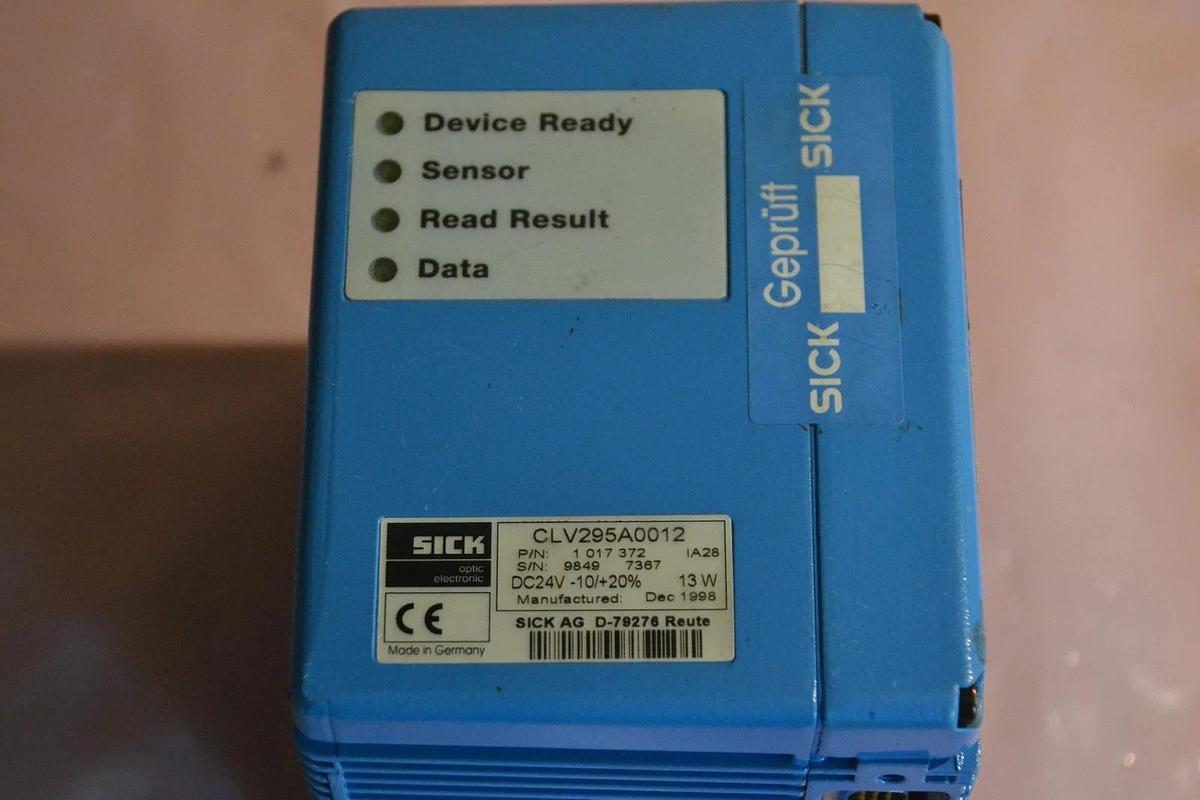 Device Ready
Sensor
Read Result
Data
SICK
Geprüft
SICK
SICK
optic
electronic
CE
Made in Germany
CLV295A0012
P/N: 1 017 372 IA28
S/N: 9849 7367
DC24V -10/+20% 13 W
Manufactured: Dec 1998
SICK AG D-79276 Reute